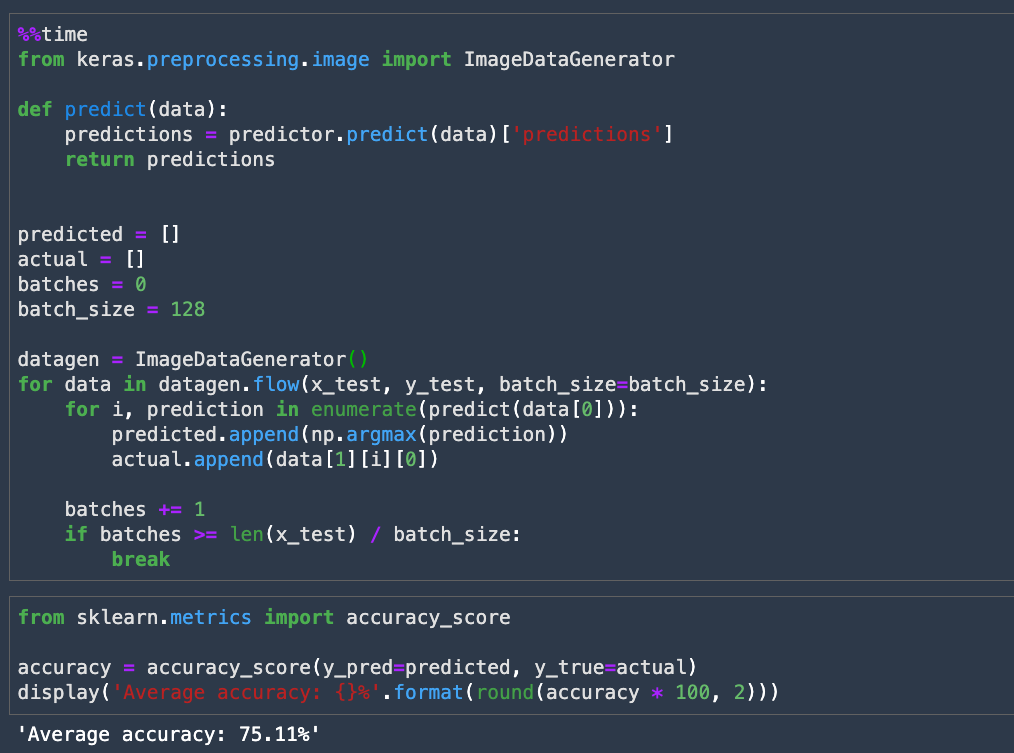 %%time
from keras.preprocessing.image import ImageDataGenerator
def predict(data):
    predictions = predictor.predict(data)['predictions']
    return predictions
predicted = []
actual = []
batches = 0
batch_size = 128
datagen = ImageDataGenerator()
for data in datagen.flow(x_test, y_test, batch_size=batch_size):
    for i, prediction in enumerate(predict(data[0])):
        predicted.append(np.argmax(prediction))
        actual.append(data[1][i][0])
    batches += 1
    if batches >= len(x_test) / batch_size:
        break
from sklearn.metrics import accuracy_score
accuracy = accuracy_score(y_pred=predicted, y_true=actual)
display('Average accuracy: {}%'.format(round(accuracy * 100, 2)))
'Average accuracy: 75.11%'